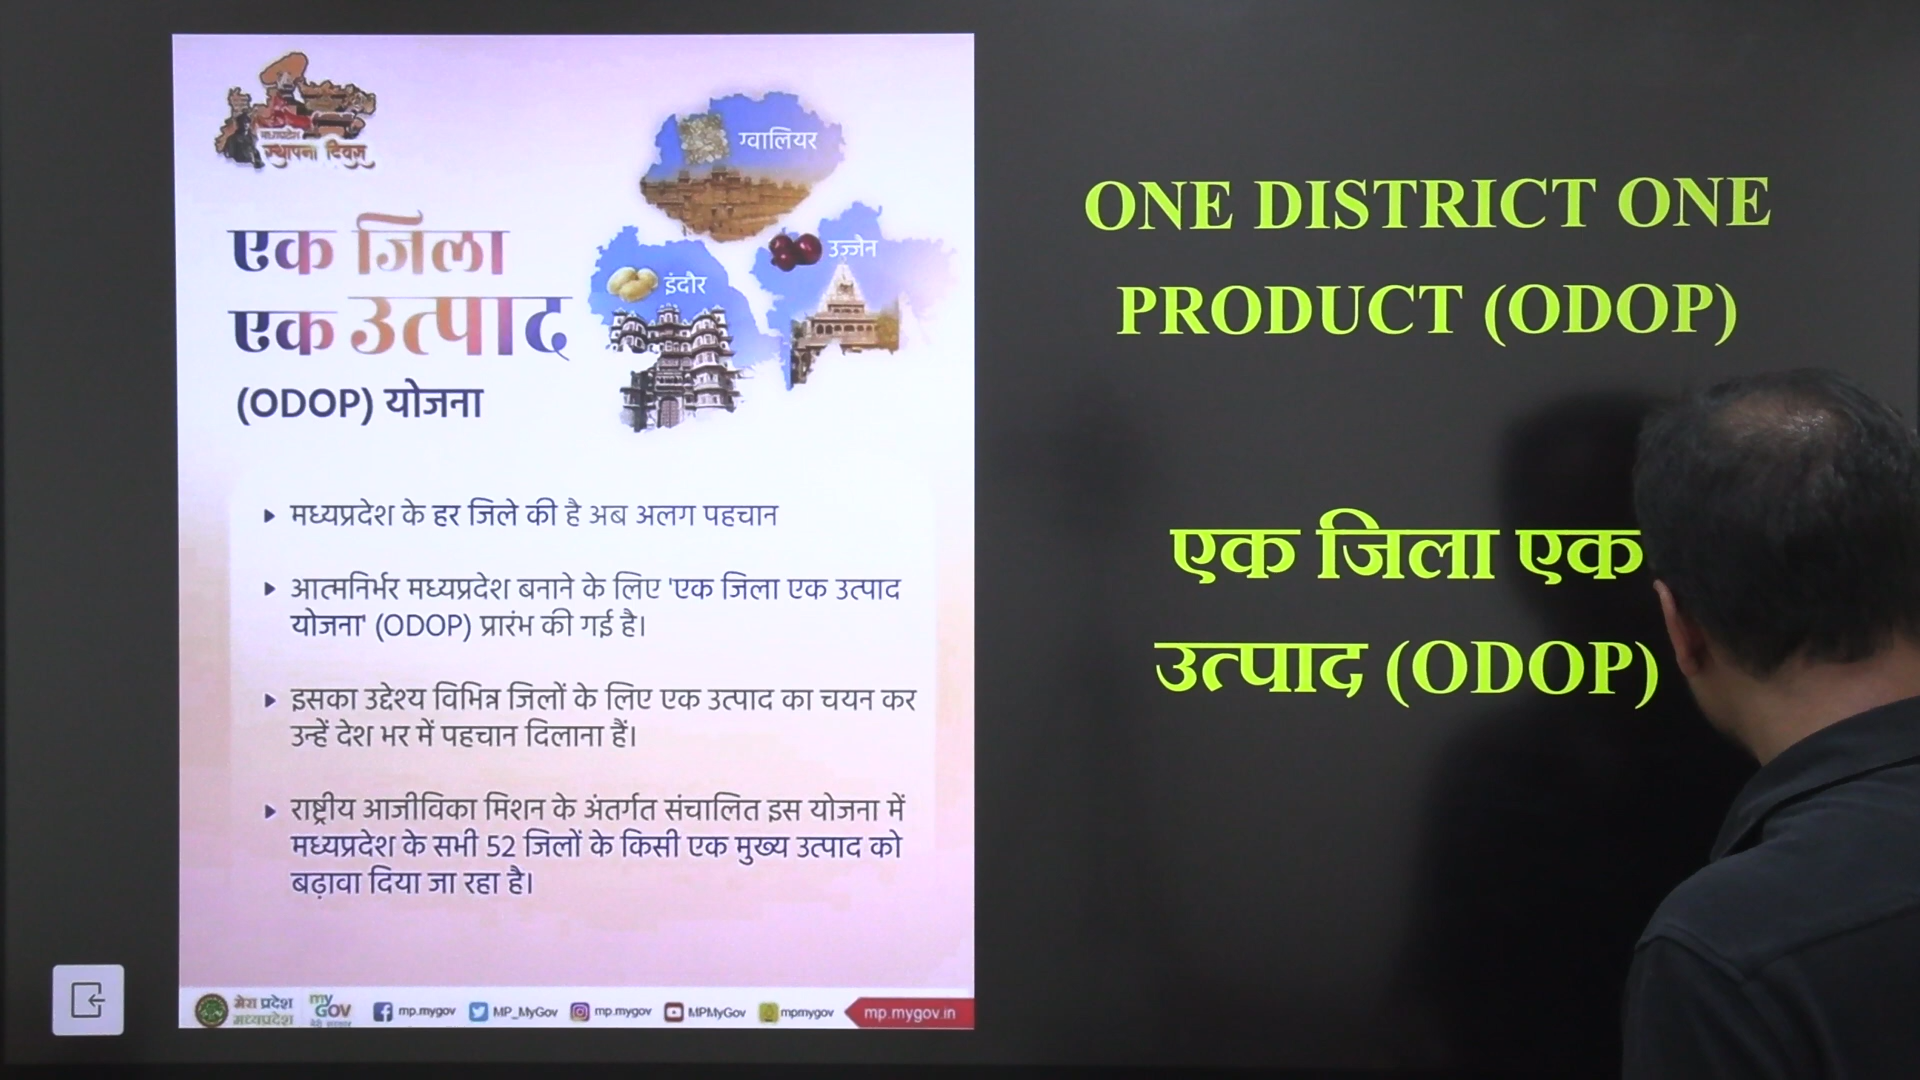 मध्यप्रदेश
स्थापना दिवस
ग्वालियर
उज्जैन
इंदौर
एक जिला
एक उत्पाद
(ODOP) योजना
मध्यप्रदेश के हर जिले की है अब अलग पहचान
आत्मनिर्भर मध्यप्रदेश बनाने के लिए 'एक जिला एक उत्पाद
योजना' (ODOP) प्रारंभ की गई है।
इसका उद्देश्य विभिन्न जिलों के लिए एक उत्पाद का चयन कर
उन्हें देश भर में पहचान दिलाना हैं।
राष्ट्रीय आजीविका मिशन के अंतर्गत संचालित इस योजना में
मध्यप्रदेश के सभी 52 जिलों के किसी एक मुख्य उत्पाद को
बढ़ावा दिया जा रहा है।
मेरा प्रदेश
मध्यप्रदेश
my
GOV
मेरी सरकार
mp.mygov
MP_MyGov
mp.mygov
MPMyGov
mpmygov
mp.mygov.in
ONE DISTRICT ONE
PRODUCT (ODOP)
एक जिला एक
उत्पाद (ODOP)